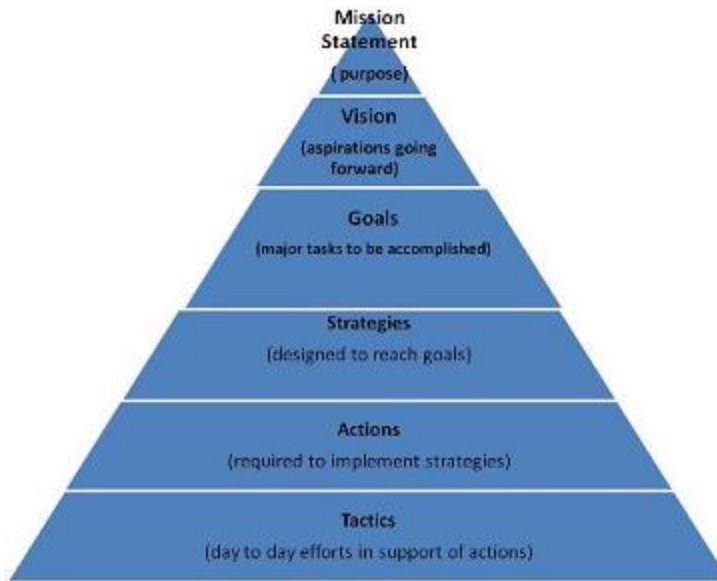 Mission
Statement
( purpose)
Vision
(aspirations going
forward)
Goals
(major tasks to be accomplished)
Strategies
(designed to reach goals)
Actions
(required to implement strategies)
Tactics
(day to day efforts in support of actions)